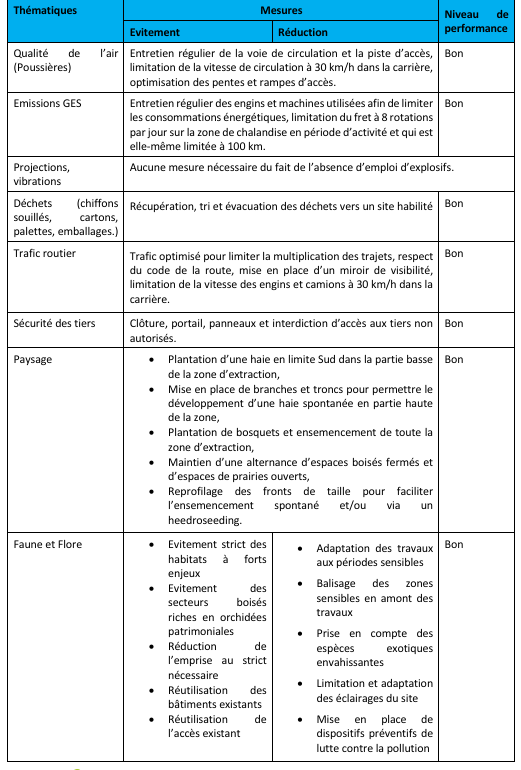 Thématiques
Mesures
Niveau de performance
Evitement
Réduction
Qualité de l'air
(Poussières)
Entretien régulier de la voie de circulation et la piste d'accès,
limitation de la vitesse de circulation à 30 km/h dans la carrière,
optimisation des pentes et rampes d'accès.
Bon
Emissions GES
Entretien régulier des engins et machines utilisées afin de limiter
les consommations énergétiques, limitation du fret à 8 rotations
par jour sur la zone de chalandise en période d'activité et qui est
elle-même limitée à 100 km.
Bon
Projections,
vibrations
Aucune mesure nécessaire du fait de l'absence d'emploi d'explosifs.
Déchets (chiffons
souillés, cartons,
palettes, emballages.)
Récupération, tri et évacuation des déchets vers un site habilité
Bon
Trafic routier
Trafic optimisé pour limiter la multiplication des trajets, respect
du code de la route, mise en place d'un miroir de visibilité,
limitation de la vitesse des engins et camions à 30 km/h dans la
carrière.
Bon
Sécurité des tiers
Clôture, portail, panneaux et interdiction d'accès aux tiers non
autorisés.
Bon
Paysage
• Plantation d'une haie en limite Sud dans la partie basse
de la zone d'extraction,
• Mise en place de branches et troncs pour permettre le
développement d'une haie spontanée en partie haute
de la zone,
• Plantation de bosquets et ensemencement de toute la
zone d'extraction,
• Maintien d'une alternance d'espaces boisés fermés et
d'espaces de prairies ouverts,
• Reprofilage des fronts de taille pour faciliter
l'ensemencement spontané et/ou via un
heedroseeding.
Bon
Faune et Flore
• Evitement strict des
habitats à forts
enjeux
• Evitement des
secteurs boisés
riches en orchidées
patrimoniales
• Réduction de
l'emprise au strict
nécessaire
• Réutilisation des
bâtiments existants
• Réutilisation de
l'accès existant
• Adaptation des travaux
aux périodes sensibles
• Balisage des zones
sensibles en amont des
travaux
• Prise en compte des
espèces exotiques
envahissantes
• Limitation et adaptation
des éclairages du site
• Mise en place de
dispositifs préventifs de
lutte contre la pollution
Bon